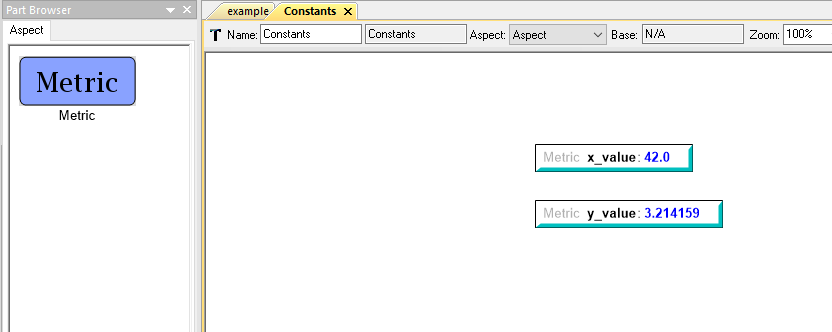 Part Browser
Aspect
Metric
Metric
example Constants
Name: Constants Constants Aspect: Aspect Base: N/A Zoom: 100%
Metric x_value: 42.0
Metric y_value: 3.214159